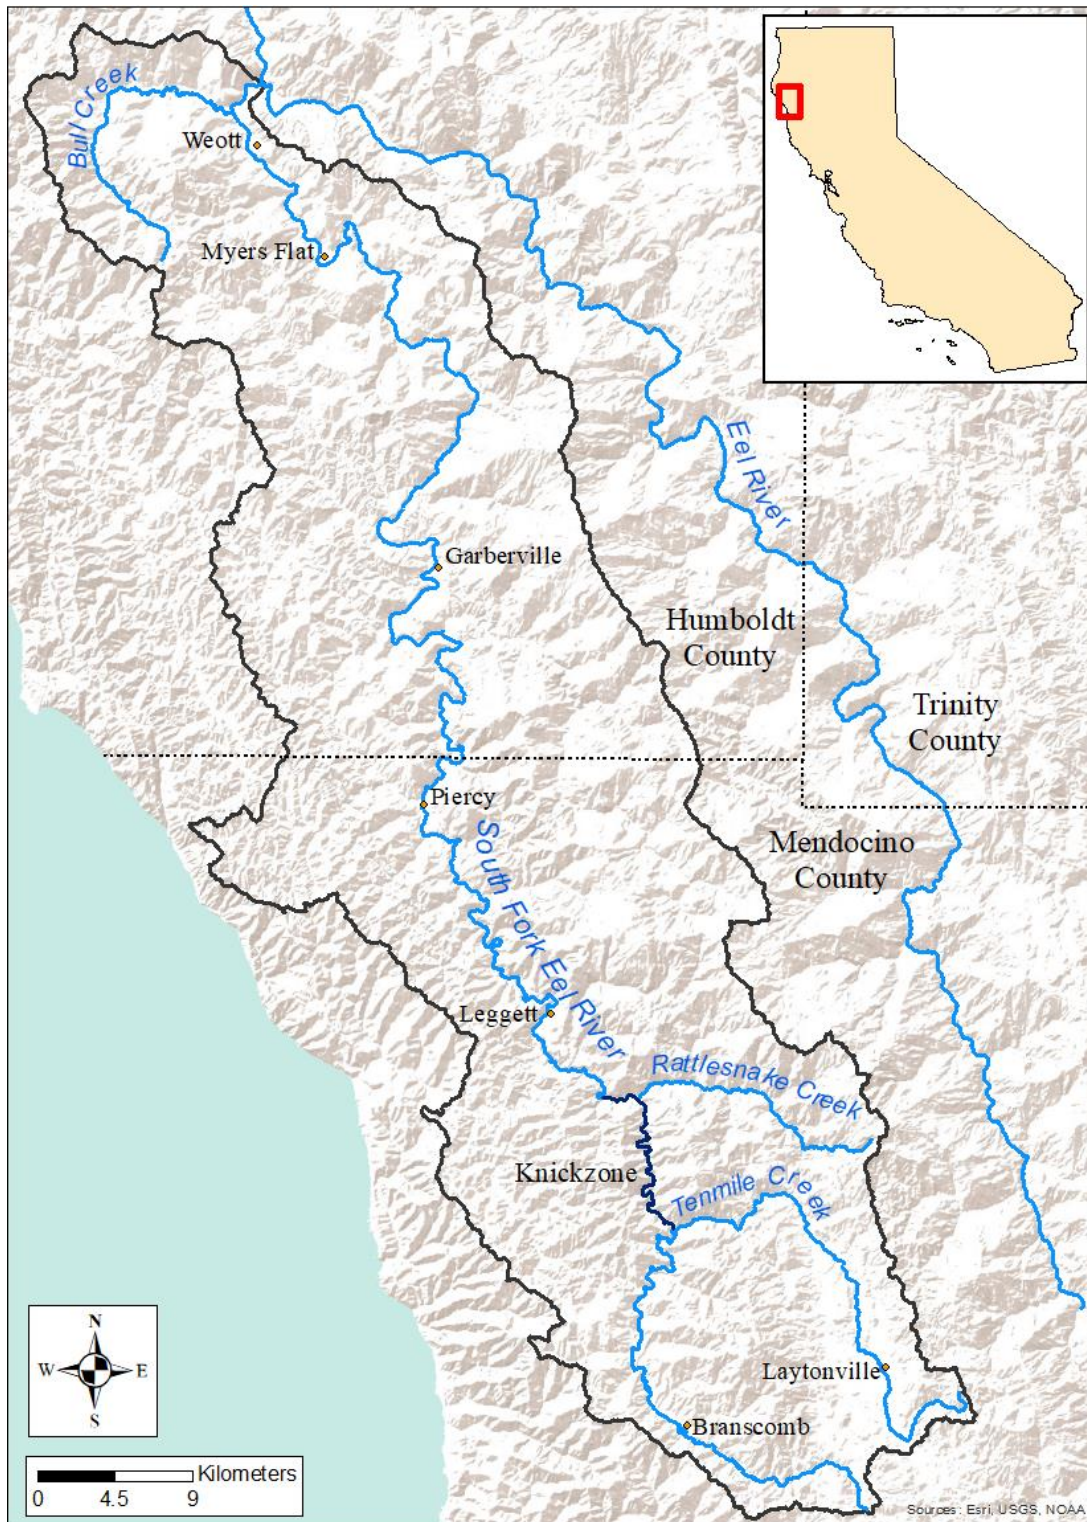 Bull Creek
Weott
Myers Flat
Eel River
Garberville
Humboldt
County
Trinity
County
Piercy
South Fork Eel River
Mendocino
County
Leggett
Rattlesnake Creek
Knickzone
Tenmile Creek
N
W
E
S
Laytonville
Branscomb
Kilometers
0
4.5
9
Sources: Esri, USGS, NOAA